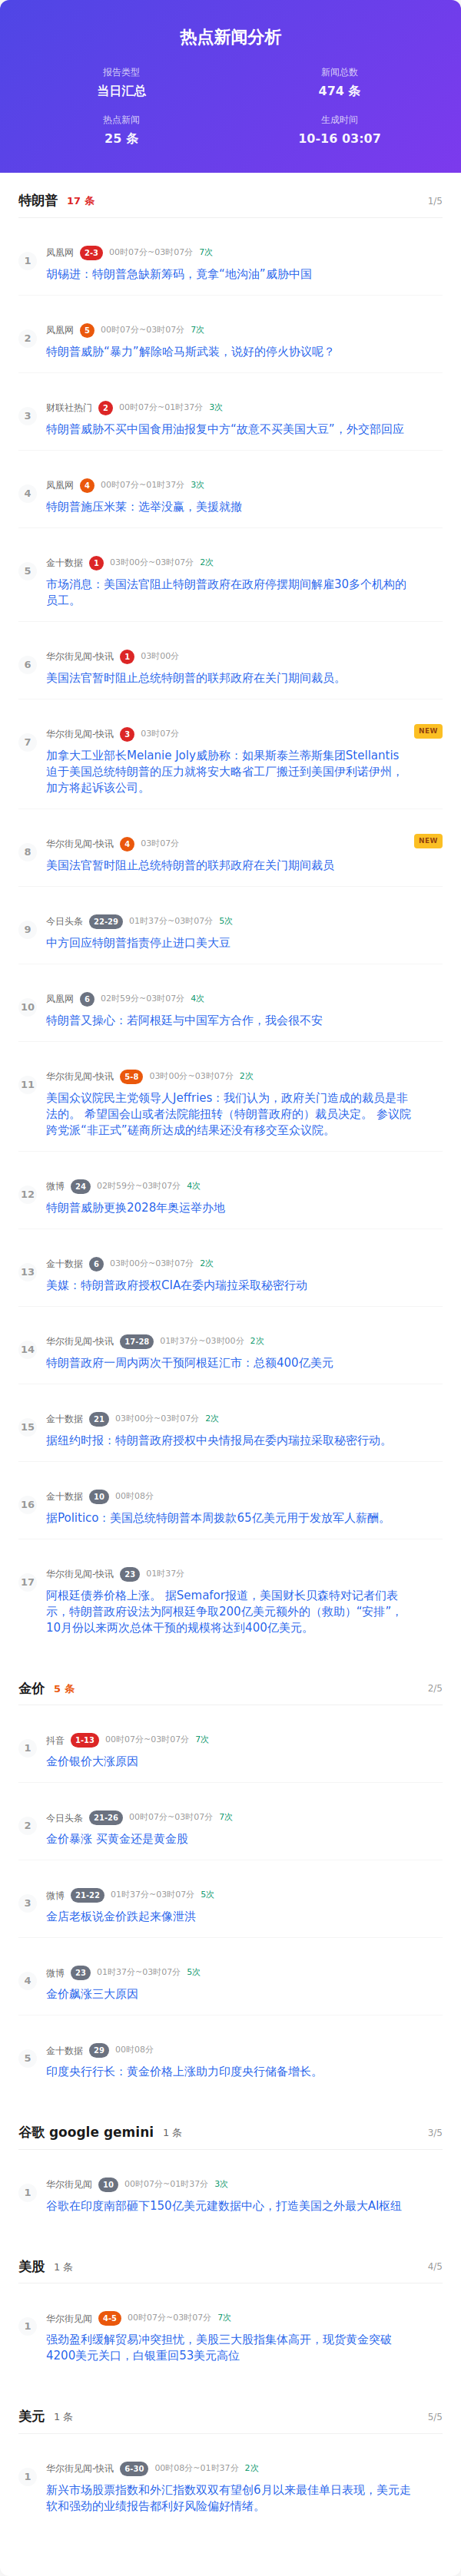 热点新闻分析
报告类型
新闻总数
当日汇总
474 条
热点新闻
生成时间
25 条
10-16 03:07
特朗普 17 条 1/5
1
凤凰网 2-3 00时07分~03时07分 7次
胡锡进：特朗普急缺新筹码，竟拿“地沟油”威胁中国
2
凤凰网 5 00时07分~03时07分 7次
特朗普威胁“暴力”解除哈马斯武装，说好的停火协议呢？
3
财联社热门 2 00时07分~01时37分 3次
特朗普威胁不买中国食用油报复中方“故意不买美国大豆”，外交部回应
4
凤凰网 4 00时07分~01时37分 3次
特朗普施压米莱：选举没赢，美援就撤
5
金十数据 1 03时00分~03时07分 2次
市场消息：美国法官阻止特朗普政府在政府停摆期间解雇30多个机构的
员工。
6
华尔街见闻-快讯 1 03时00分
美国法官暂时阻止总统特朗普的联邦政府在关门期间裁员。
7
华尔街见闻-快讯 3 03时07分 NEW
加拿大工业部长Melanie Joly威胁称：如果斯泰兰蒂斯集团Stellantis
迫于美国总统特朗普的压力就将安大略省工厂搬迁到美国伊利诺伊州，
加方将起诉该公司。
8
华尔街见闻-快讯 4 03时07分 NEW
美国法官暂时阻止总统特朗普的联邦政府在关门期间裁员
9
今日头条 22-29 01时37分~03时07分 5次
中方回应特朗普指责停止进口美大豆
10
凤凰网 6 02时59分~03时07分 4次
特朗普又操心：若阿根廷与中国军方合作，我会很不安
11
华尔街见闻-快讯 5-8 03时00分~03时07分 2次
美国众议院民主党领导人Jeffries：我们认为，政府关门造成的裁员是非
法的。 希望国会山或者法院能扭转（特朗普政府的）裁员决定。 参议院
跨党派“非正式”磋商所达成的结果还没有移交至众议院。
12
微博 24 02时59分~03时07分 4次
特朗普威胁更换2028年奥运举办地
13
金十数据 6 03时00分~03时07分 2次
美媒：特朗普政府授权CIA在委内瑞拉采取秘密行动
14
华尔街见闻-快讯 17-28 01时37分~03时00分 2次
特朗普政府一周内两次干预阿根廷汇市：总额400亿美元
15
金十数据 21 03时00分~03时07分 2次
据纽约时报：特朗普政府授权中央情报局在委内瑞拉采取秘密行动。
16
金十数据 10 00时08分
据Politico：美国总统特朗普本周拨款65亿美元用于发放军人薪酬。
17
华尔街见闻-快讯 23 01时37分
阿根廷债券价格上涨。 据Semafor报道，美国财长贝森特对记者们表
示，特朗普政府设法为阿根廷争取200亿美元额外的（救助）“安排”，
10月份以来两次总体干预的规模将达到400亿美元。
金价 5 条 2/5
1
抖音 1-13 00时07分~03时07分 7次
金价银价大涨原因
2
今日头条 21-26 00时07分~03时07分 7次
金价暴涨 买黄金还是黄金股
3
微博 21-22 01时37分~03时07分 5次
金店老板说金价跌起来像泄洪
4
微博 23 01时37分~03时07分 5次
金价飙涨三大原因
5
金十数据 29 00时08分
印度央行行长：黄金价格上涨助力印度央行储备增长。
谷歌 google gemini 1 条 3/5
1
华尔街见闻 10 00时07分~01时37分 3次
谷歌在印度南部砸下150亿美元建数据中心，打造美国之外最大AI枢纽
美股 1 条 4/5
1
华尔街见闻 4-5 00时07分~03时07分 7次
强劲盈利缓解贸易冲突担忧，美股三大股指集体高开，现货黄金突破
4200美元关口，白银重回53美元高位
美元 1 条 5/5
1
华尔街见闻-快讯 6-30 00时08分~01时37分 2次
新兴市场股票指数和外汇指数双双有望创6月以来最佳单日表现，美元走
软和强劲的业绩报告都利好风险偏好情绪。